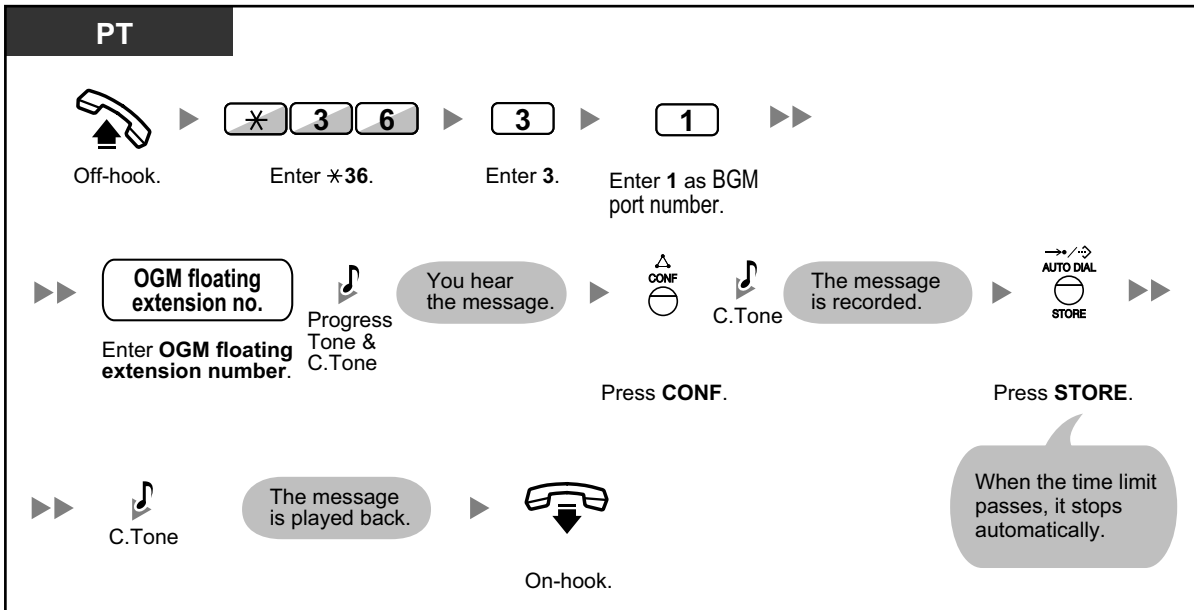 PT
✳ 3 6
3
1
Off-hook.
Enter ✳36.
Enter 3.
Enter 1 as BGM
port number.
OGM floating
extension no.
Enter OGM floating
extension number.
Progress
Tone &
C.Tone
You hear
the message.
CONF
Press CONF.
C.Tone
The message
is recorded.
AUTO DIAL
STORE
Press STORE.
When the time limit
passes, it stops
automatically.
C.Tone
The message
is played back.
On-hook.